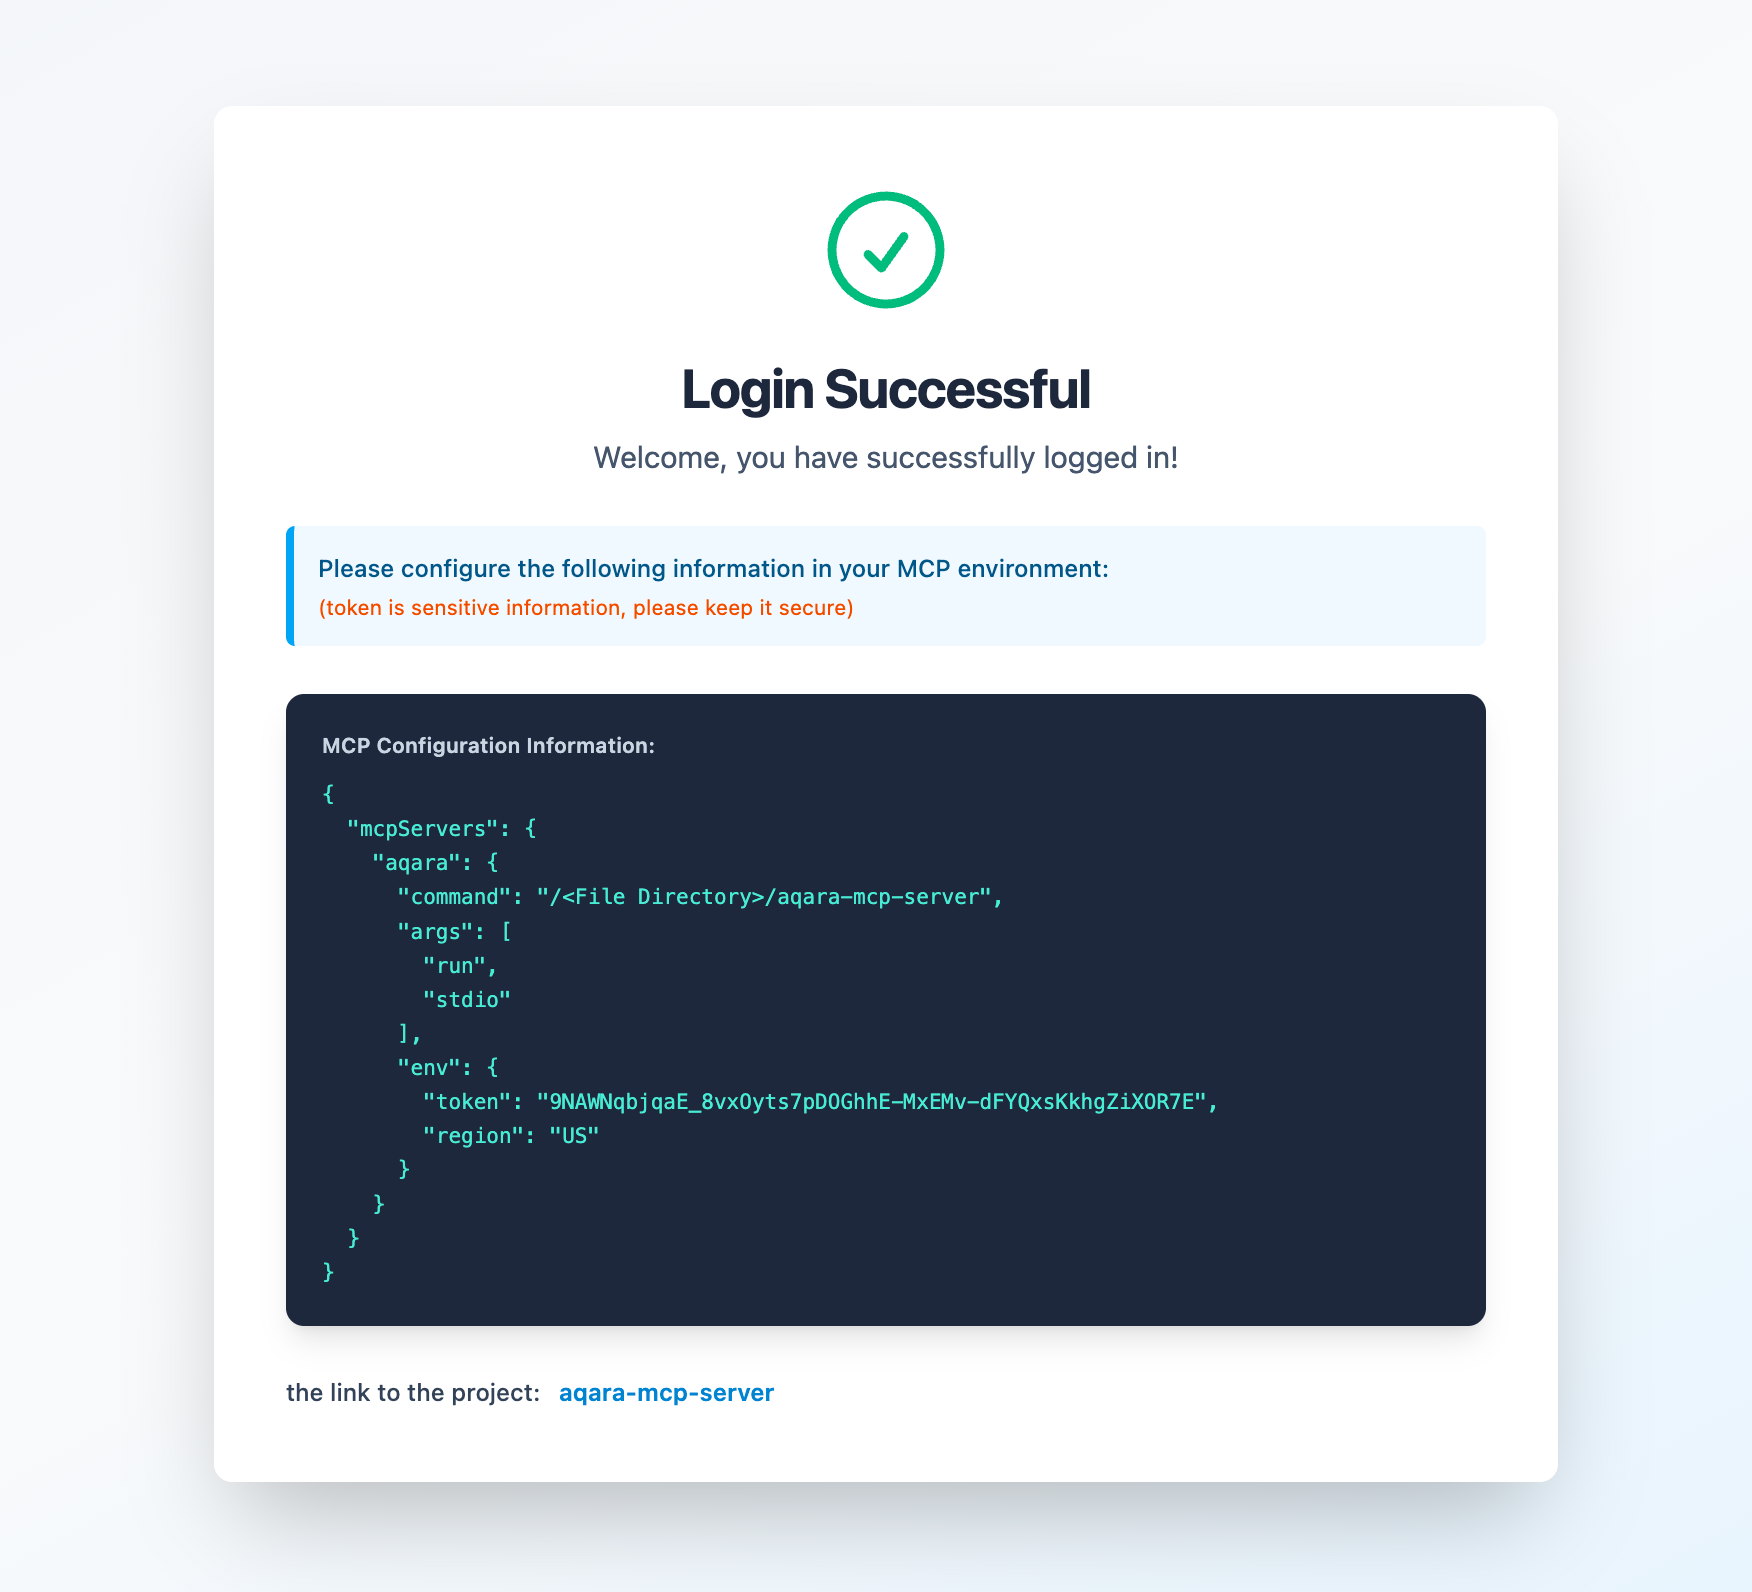 Login Successful
Welcome, you have successfully logged in!
Please configure the following information in your MCP environment:
(token is sensitive information, please keep it secure)
MCP Configuration Information:
{
  "mcpServers": {
    "aqara": {
      "command": "/<File Directory>/aqara-mcp-server",
      "args": [
        "run",
        "stdio"
      ],
      "env": {
        "token": "9NAWNqbjqaE_8vxOyts7pDOGhhE-MxEMv-dFYQxsKkhgZiXOR7E",
        "region": "US"
      }
    }
  }
}
the link to the project: aqara-mcp-server